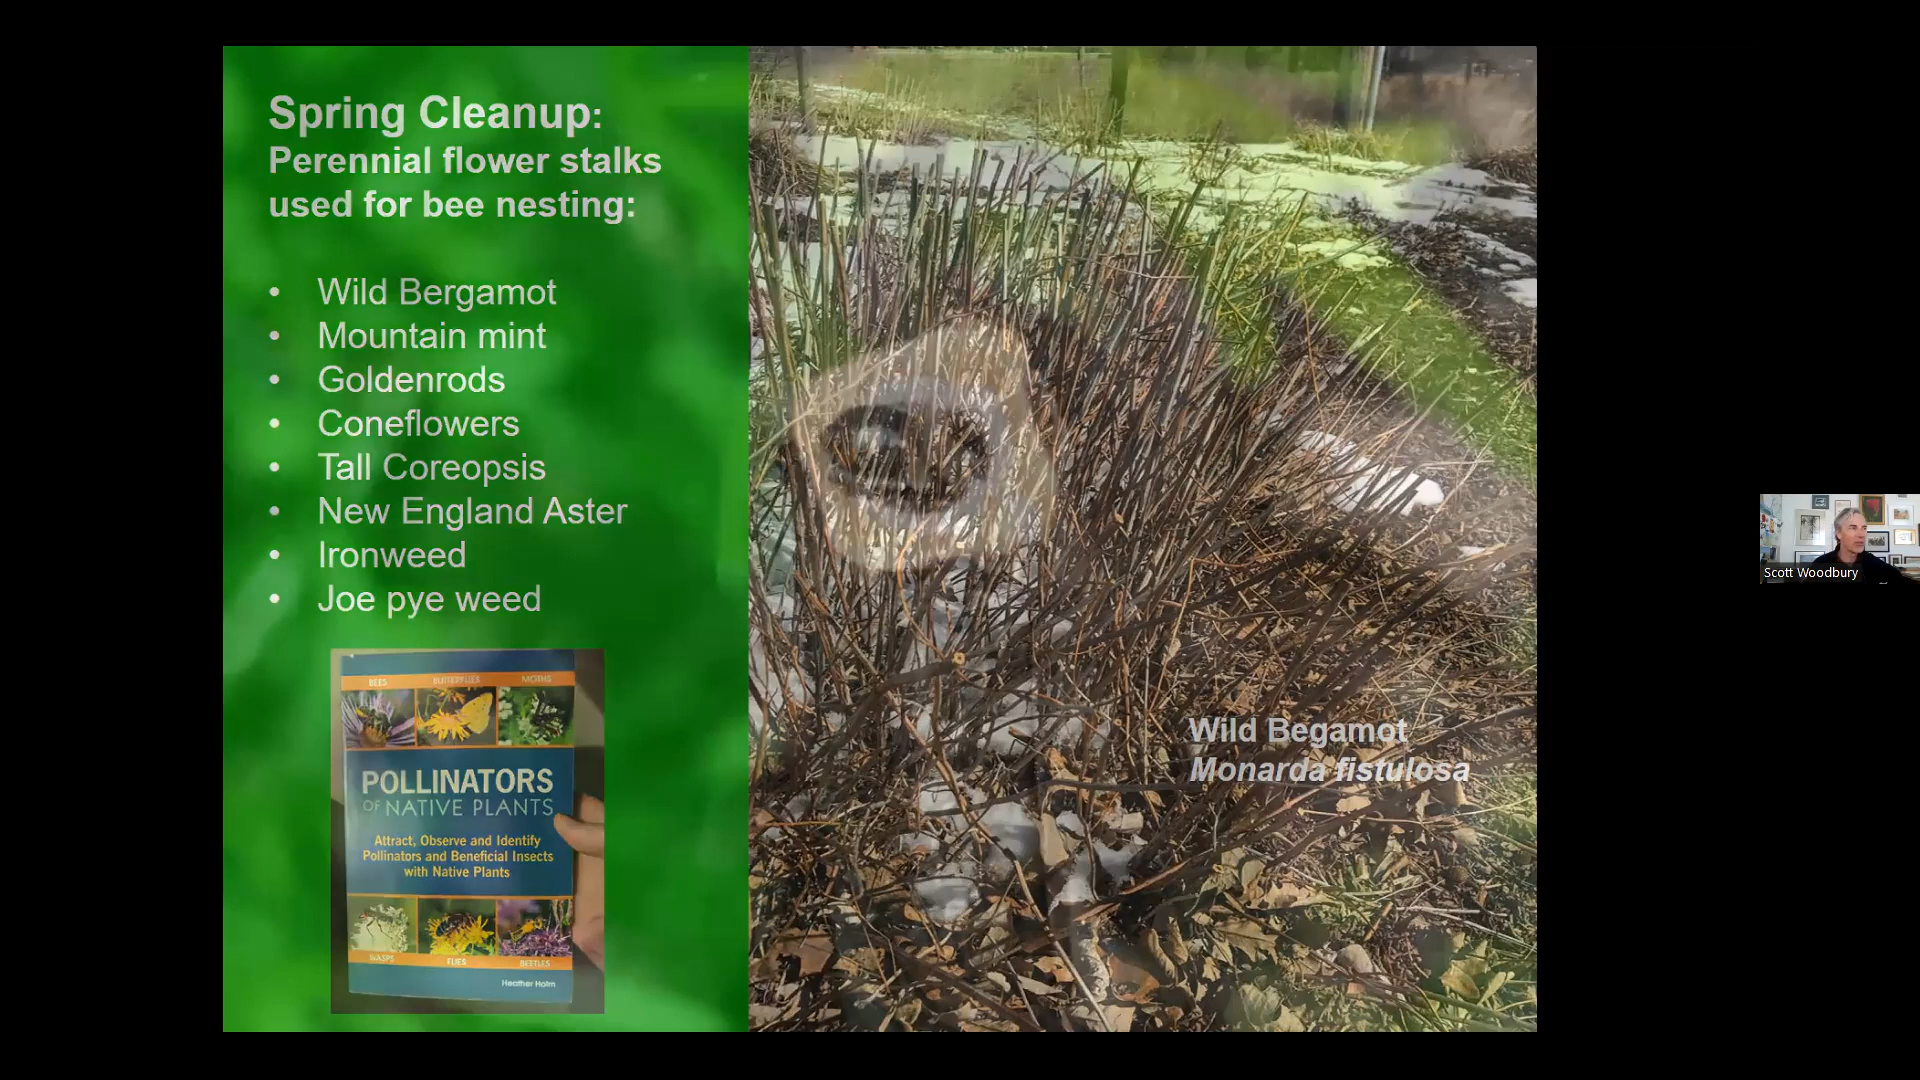 Spring Cleanup:
Perennial flower stalks
used for bee nesting:
• Wild Bergamot
• Mountain mint
• Goldenrods
• Coneflowers
• Tall Coreopsis
• New England Aster
• Ironweed
• Joe pye weed
BEES BUTTERFLIES MOTHS
POLLINATORS
OF NATIVE PLANTS
Attract, Observe and Identify
Pollinators and Beneficial Insects
with Native Plants
WASPS FLIES BEETLES
Heather Holm
Wild Begamot
Monarda fistulosa
Scott Woodbury